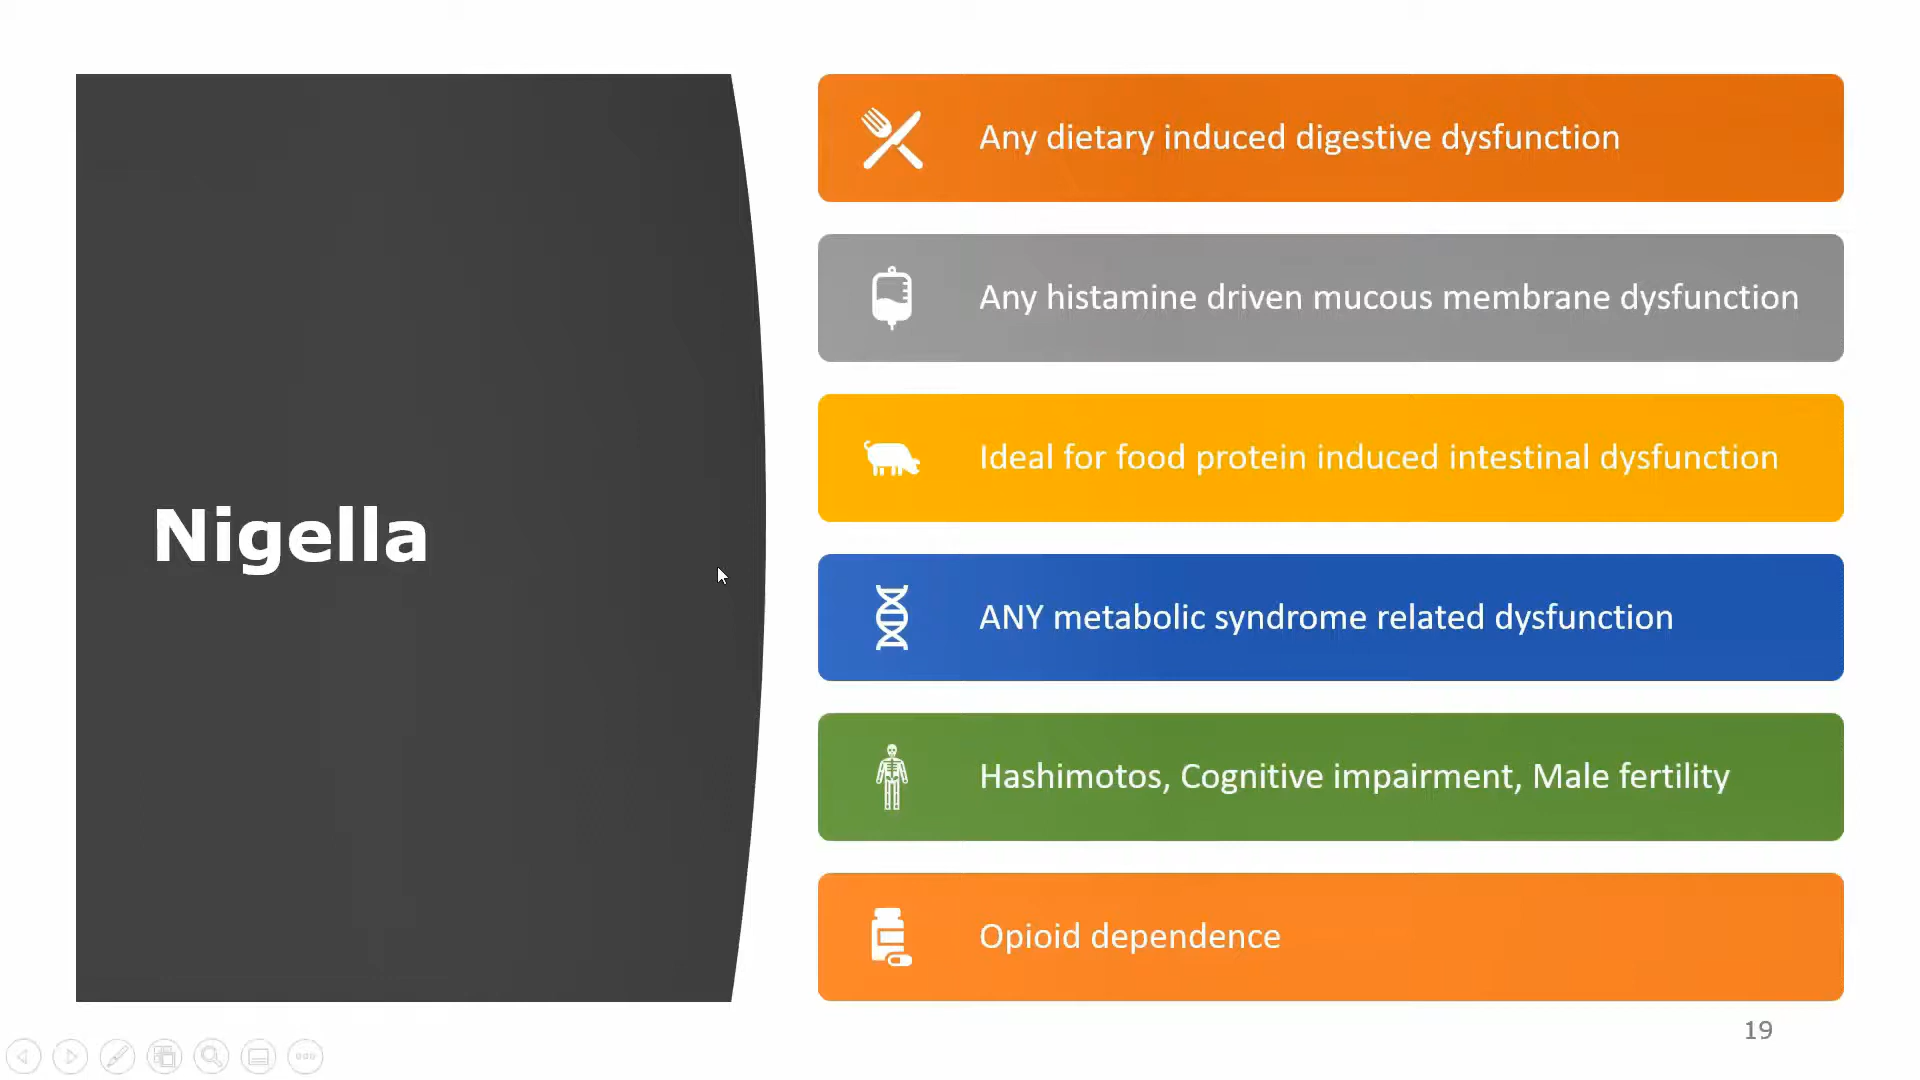 Nigella
Any dietary induced digestive dysfunction
Any histamine driven mucous membrane dysfunction
Ideal for food protein induced intestinal dysfunction
ANY metabolic syndrome related dysfunction
Hashimotos, Cognitive impairment, Male fertility
Opioid dependence
19